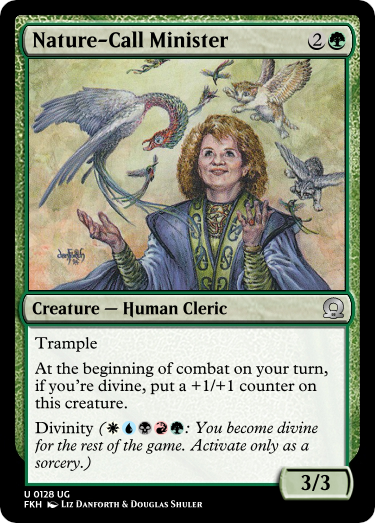 Nature-Call Minister 2
Creature — Human Cleric
Trample
At the beginning of combat on your turn,
if you're divine, put a +1/+1 counter on
this creature.
Divinity (: You become divine
for the rest of the game. Activate only as
a sorcery.)
3/3
U 0128 UG
FKH Liz Danforth & Douglas Shuler